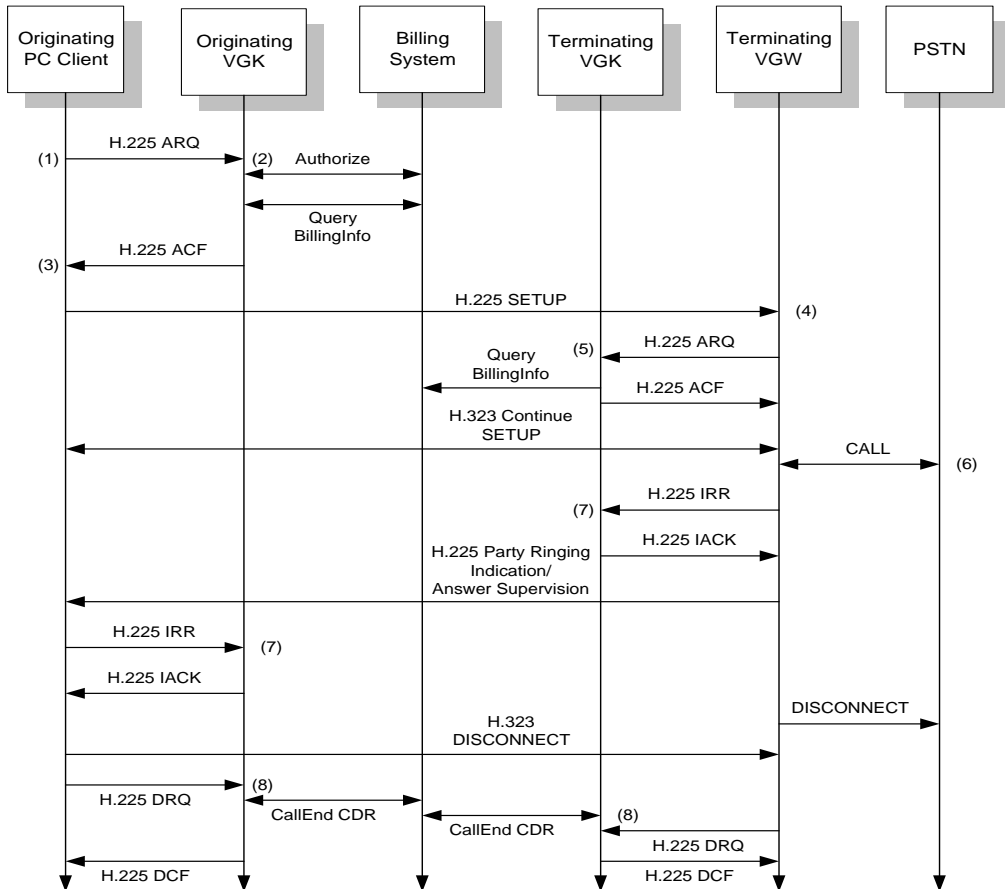 Originating
PC Client
Originating
VGK
Billing
System
Terminating
VGK
Terminating
VGW
PSTN
(1)
H.225 ARQ
(2)
Authorize
Query
BillingInfo
(3)
H.225 ACF
H.225 SETUP
(4)
(5)
H.225 ARQ
Query
BillingInfo
H.225 ACF
H.323 Continue
SETUP
CALL
(6)
(7)
H.225 IRR
H.225 IACK
H.225 Party Ringing
Indication/
Answer Supervision
H.225 IRR
(7)
H.225 IACK
DISCONNECT
H.323
DISCONNECT
H.225 DRQ
(8)
CallEnd CDR
CallEnd CDR
(8)
H.225 DRQ
H.225 DCF
H.225 DCF